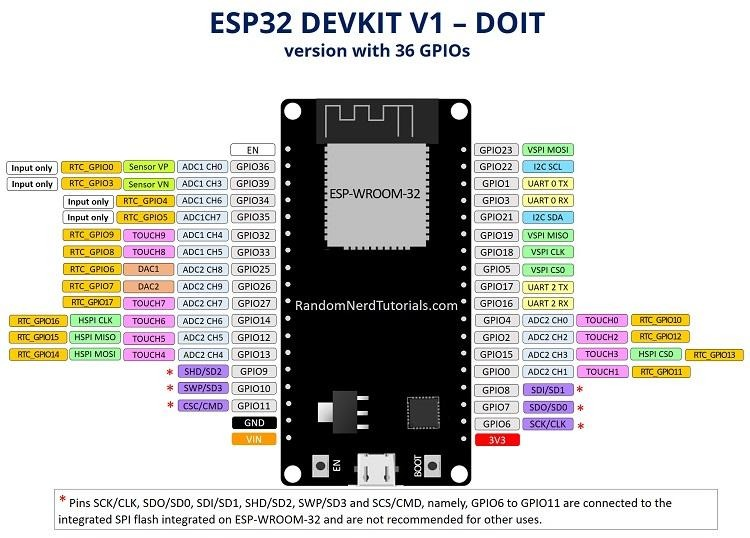 ESP32 DEVKIT V1 – DOIT
version with 36 GPIOs
EN
Input only RTC_GPIO0 Sensor VP ADC1 CH0 GPIO36
Input only RTC_GPIO3 Sensor VN ADC1 CH3 GPIO39
Input only RTC_GPIO4 ADC1 CH6 GPIO34
Input only RTC_GPIO5 ADC1CH7 GPIO35
RTC_GPIO9 TOUCH9 ADC1 CH4 GPIO32
RTC_GPIO8 TOUCH8 ADC1 CH5 GPIO33
RTC_GPIO6 DAC1 ADC2 CH8 GPIO25
RTC_GPIO7 DAC2 ADC2 CH9 GPIO26
RTC_GPIO17 TOUCH7 ADC2 CH7 GPIO27
RTC_GPIO16 HSPI CLK TOUCH6 ADC2 CH6 GPIO14
RTC_GPIO15 HSPI MISO TOUCH5 ADC2 CH5 GPIO12
RTC_GPIO14 HSPI MOSI TOUCH4 ADC2 CH4 GPIO13
* SHD/SD2 GPIO9
* SWP/SD3 GPIO10
* CSC/CMD GPIO11
GND
VIN
ESP-WROOM-32
RandomNerdTutorials.com
EN
BOOT
GPIO23 VSPI MOSI
GPIO22 I2C SCL
GPIO1 UART 0 TX
GPIO3 UART 0 RX
GPIO21 I2C SDA
GPIO19 VSPI MISO
GPIO18 VSPI CLK
GPIO5 VSPI CS0
GPIO17 UART 2 TX
GPIO16 UART 2 RX
GPIO4 ADC2 CH0 TOUCH0 RTC_GPIO10
GPIO2 ADC2 CH2 TOUCH2 RTC_GPIO12
GPIO15 ADC2 CH3 TOUCH3 HSPI CS0 RTC_GPIO13
GPIO0 ADC2 CH1 TOUCH1 RTC_GPIO11
GPIO8 SDI/SD1 *
GPIO7 SDO/SD0 *
GPIO6 SCK/CLK *
3V3
* Pins SCK/CLK, SDO/SD0, SDI/SD1, SHD/SD2, SWP/SD3 and SCS/CMD, namely, GPIO6 to GPIO11 are connected to the
integrated SPI flash integrated on ESP-WROOM-32 and are not recommended for other uses.